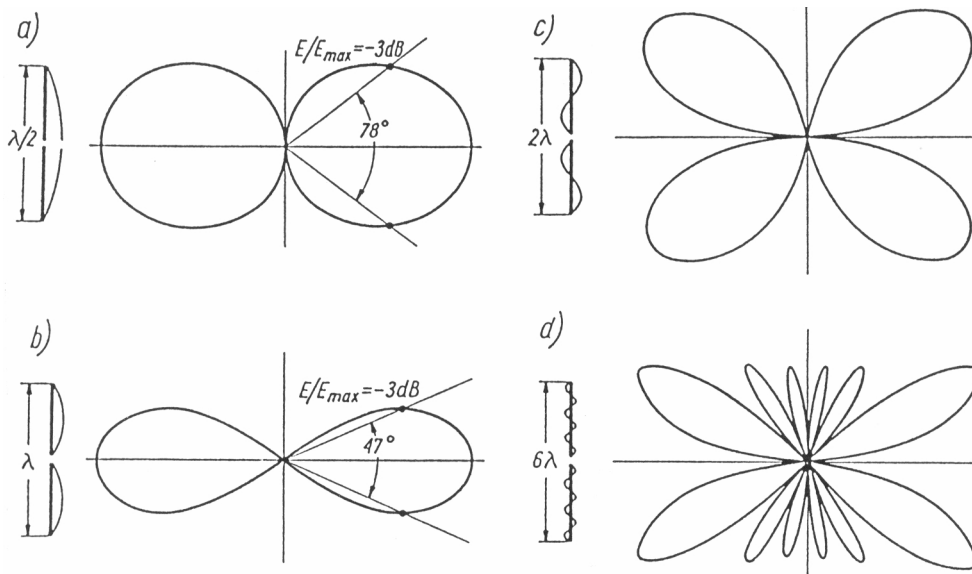 a)
E/Emax=-3dB
λ/2
78°
b)
E/Emax=-3dB
λ
47°
c)
2λ
d)
6λ